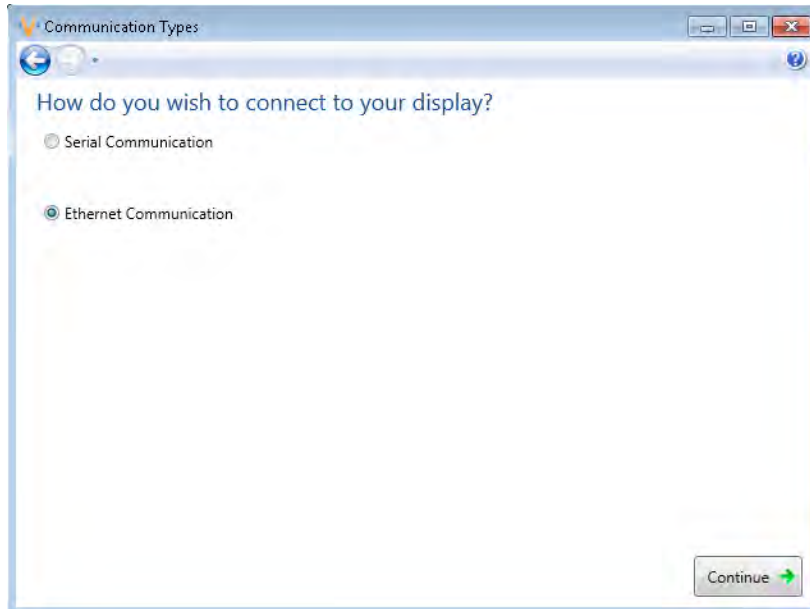 Communication Types
How do you wish to connect to your display?
Serial Communication
Ethernet Communication
Continue